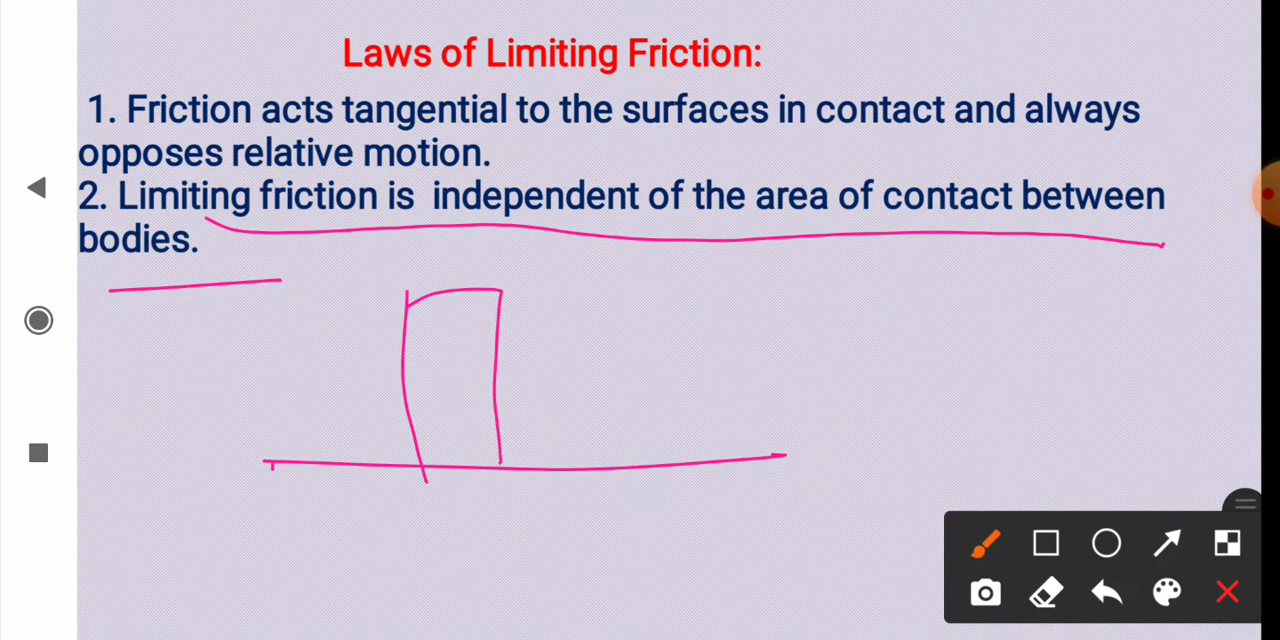 Laws of Limiting Friction:
1. Friction acts tangential to the surfaces in contact and always
opposes relative motion.
2. Limiting friction is independent of the area of contact between
bodies.